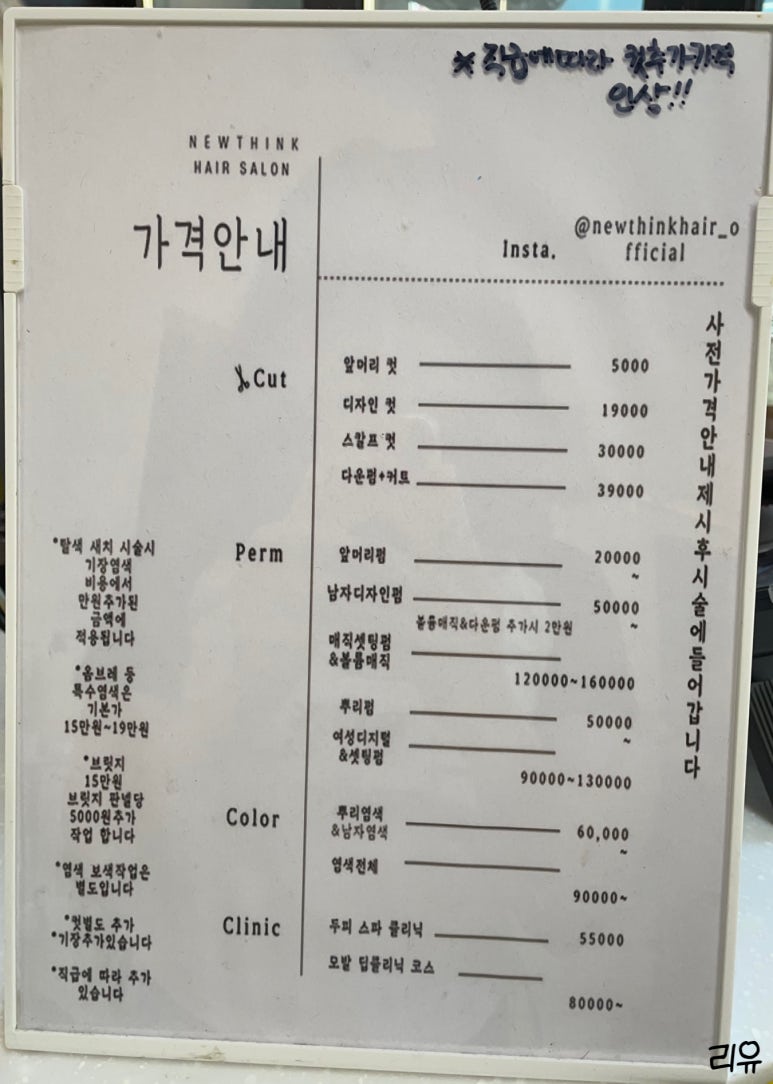 * 직급에따라 컷추가가격
인상!!
NEWTHINK
HAIR SALON
가격안내
Insta.
@newthinkhair_o
fficial
사전가격안내제시후시술에들어갑니다
Cut
앞머리 컷 5000
디자인 컷 19000
스칼프 컷 30000
다운펌+커트 39000
Perm
앞머리펌 20000
~
남자디자인펌 50000
~
볼륨매직&다운펌 추가시 2만원
매직셋팅펌
&볼륨매직
120000~160000
뿌리펌 50000
~
여성디지털
&셋팅펌
90000~130000
Color
뿌리염색
&남자염색 60,000
~
염색전체
90000~
Clinic
두피 스파 클리닉 55000
모발 딥클리닉 코스
80000~
*탈색 새치 시술시
기장염색
비용에서
만원추가된
금액에
적용됩니다
*옴브레 등
특수염색은
기본가
15만원~19만원
*브릿지
15만원
브릿지 판넬당
5000원추가
작업 합니다
*염색 보색작업은
별도입니다
*컷별도 추가
*기장추가있습니다
*직급에 따라 추가
있습니다
리유